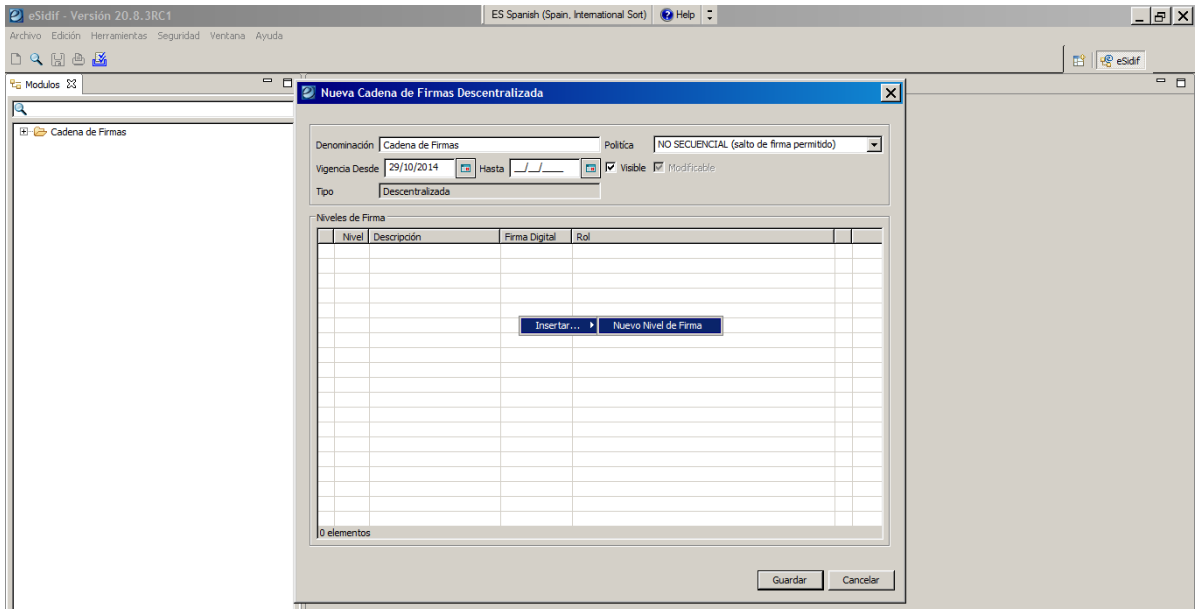 eSidif - Versión 20.8.3RC1
ES Spanish (Spain, International Sort) Help
Archivo Edición Herramientas Seguridad Ventana Ayuda
eSidif
Modulos
Cadena de Firmas
Nueva Cadena de Firmas Descentralizada
Denominación Cadena de Firmas Política NO SECUENCIAL (salto de firma permitido)
Vigencia Desde 29/10/2014 Hasta __/__/____ Visible Modificable
Tipo Descentralizada
Niveles de Firma
Nivel Descripción Firma Digital Rol
Insertar... Nuevo Nivel de Firma
0 elementos
Guardar Cancelar